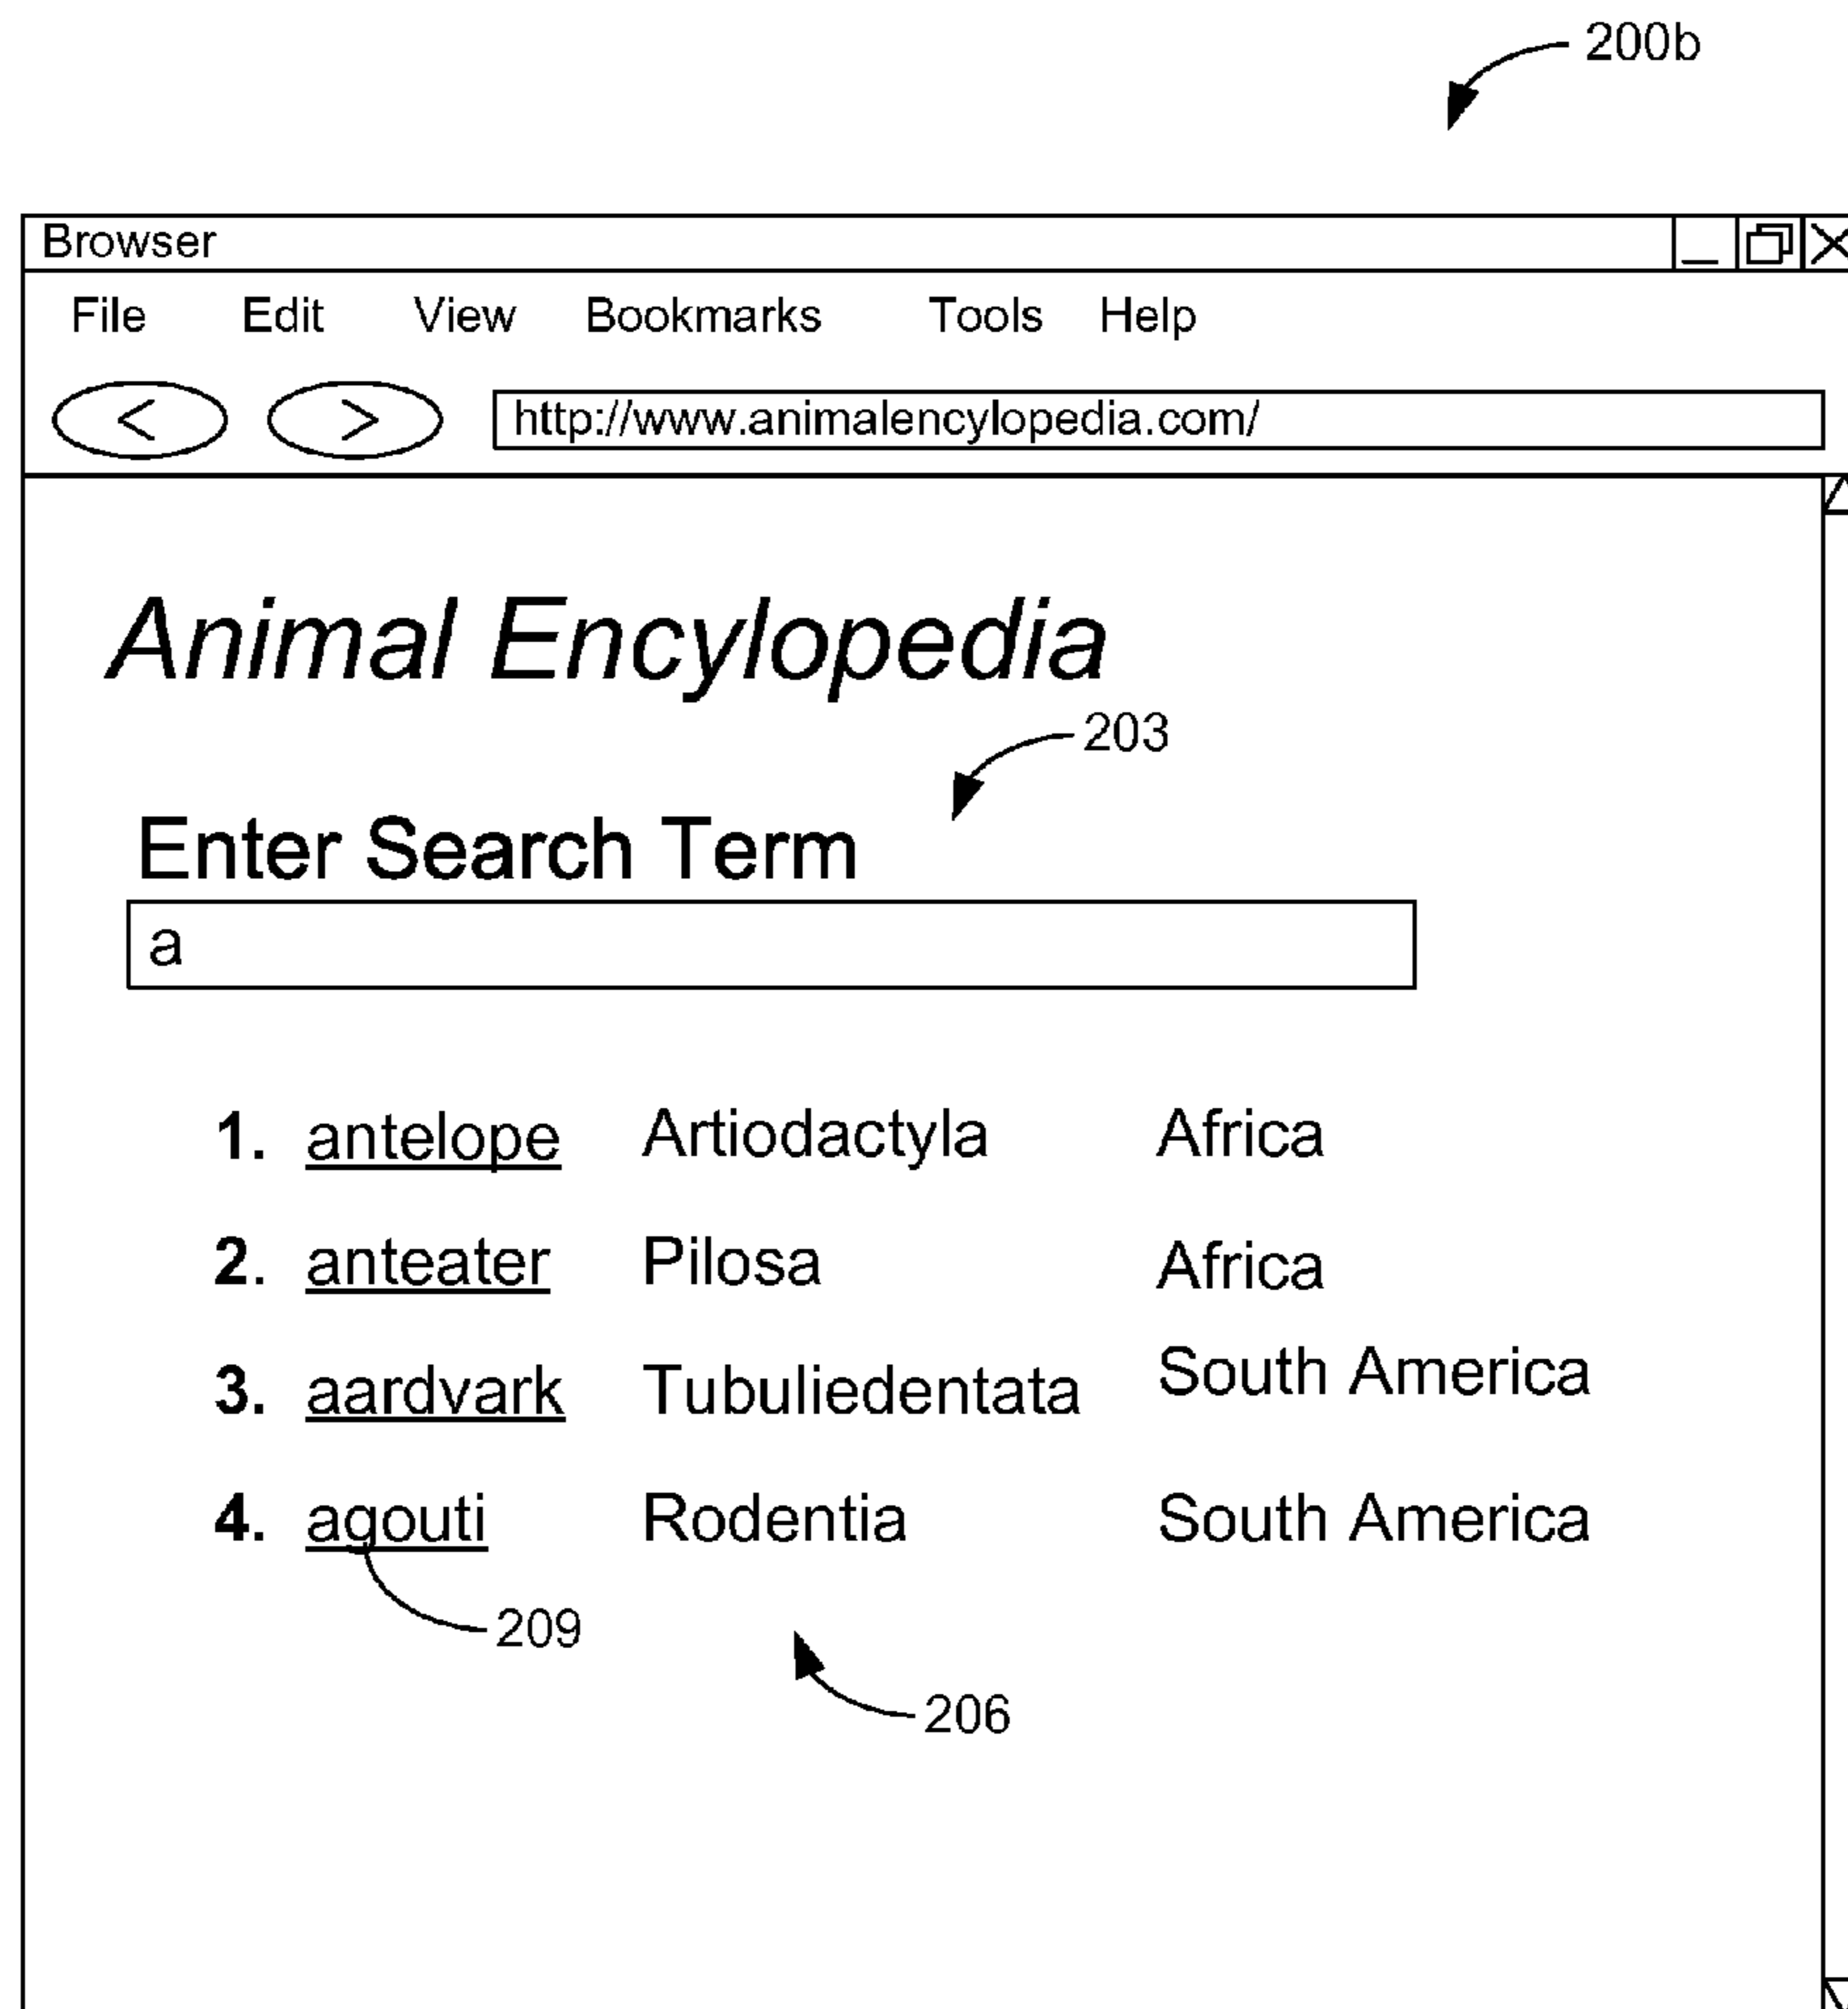 200b
Browser
File Edit View Bookmarks Tools Help
< > http://www.animalencylopedia.com/
Animal Encylopedia
203
Enter Search Term
a
1. antelope Artiodactyla Africa
2. anteater Pilosa Africa
3. aardvark Tubuliedentata South America
4. agouti Rodentia South America
209
206